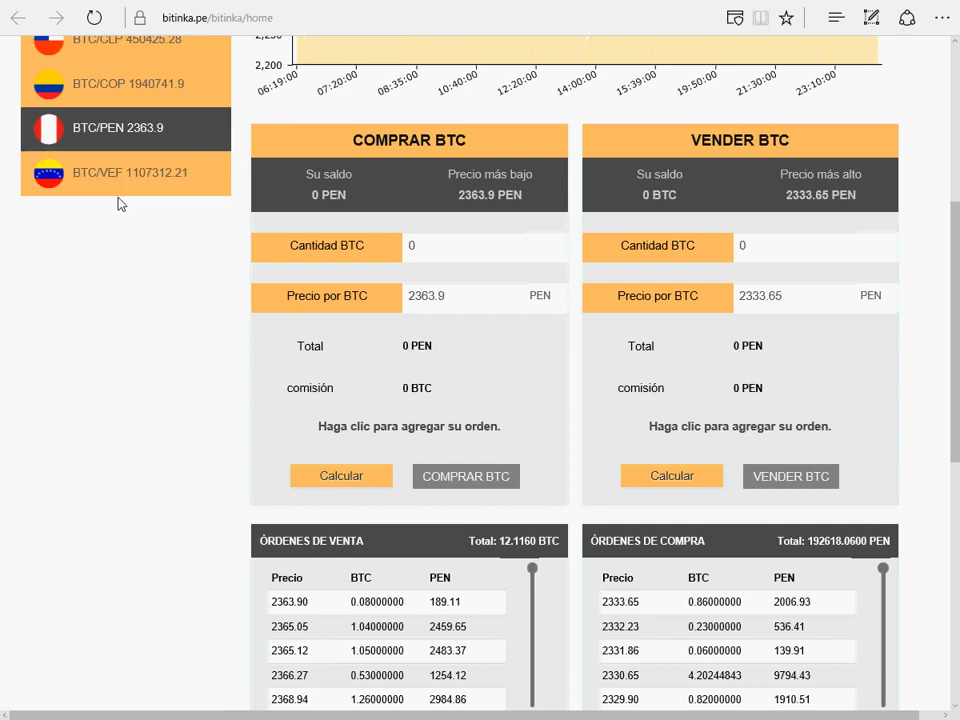 bitinka.pe/bitinka/home
BTC/CLP 450425.28
BTC/COP 1940741.9
BTC/PEN 2363.9
BTC/VEF 1107312.21
2,250
2,200
06:19:00 07:20:00 08:35:00 10:40:00 12:20:00 14:00:00 15:39:00 19:50:00 21:30:00 23:10:00
COMPRAR BTC
Su saldo Precio más bajo
0 PEN 2363.9 PEN
Cantidad BTC 0
Precio por BTC 2363.9 PEN
Total 0 PEN
comisión 0 BTC
Haga clic para agregar su orden.
Calcular COMPRAR BTC
VENDER BTC
Su saldo Precio más alto
0 BTC 2333.65 PEN
Cantidad BTC 0
Precio por BTC 2333.65 PEN
Total 0 PEN
comisión 0 PEN
Haga clic para agregar su orden.
Calcular VENDER BTC
ÓRDENES DE VENTA Total: 12.1160 BTC
Precio BTC PEN
2363.90 0.08000000 189.11
2365.05 1.04000000 2459.65
2365.12 1.05000000 2483.37
2366.27 0.53000000 1254.12
2368.94 1.26000000 2984.86
ÓRDENES DE COMPRA Total: 192618.0600 PEN
Precio BTC PEN
2333.65 0.86000000 2006.93
2332.23 0.23000000 536.41
2331.86 0.06000000 139.91
2330.65 4.20244843 9794.43
2329.90 0.82000000 1910.51